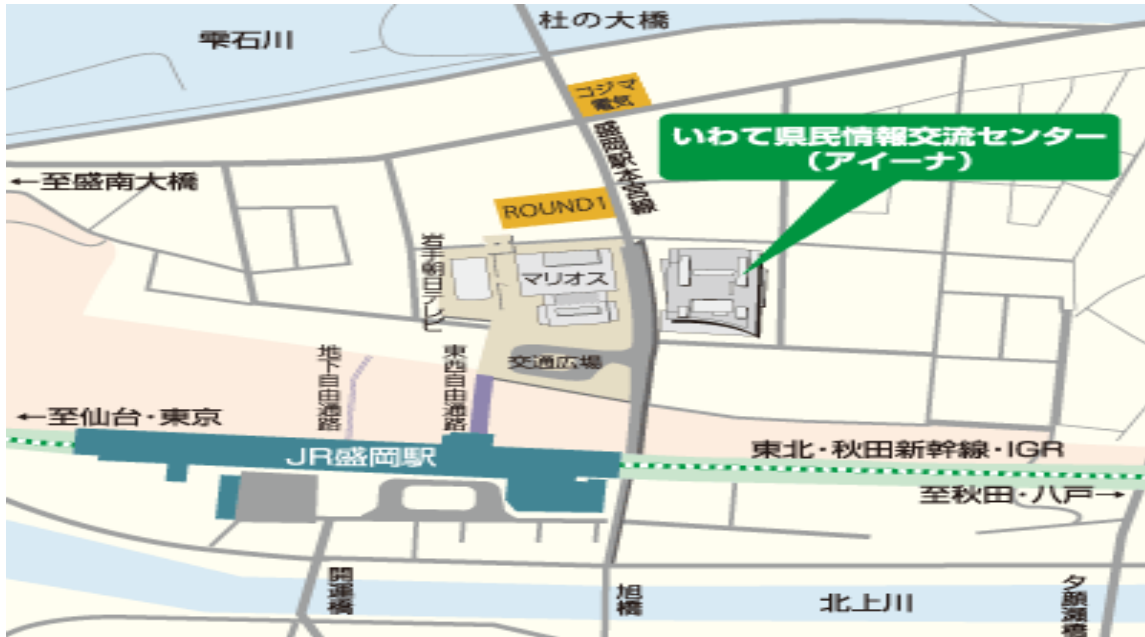 杜の大橋
雫石川
コジマ
電気
盛岡駅本宮線
いわて県民情報交流センター
(アイーナ)
←至盛南大橋
ROUND1
岩手朝日テレビ
マリオス
交通広場
地下自由通路
東西自由通路
←至仙台・東京
JR盛岡駅
東北・秋田新幹線・IGR
至秋田・八戸→
開運橋
旭橋
北上川
夕顔瀬橋